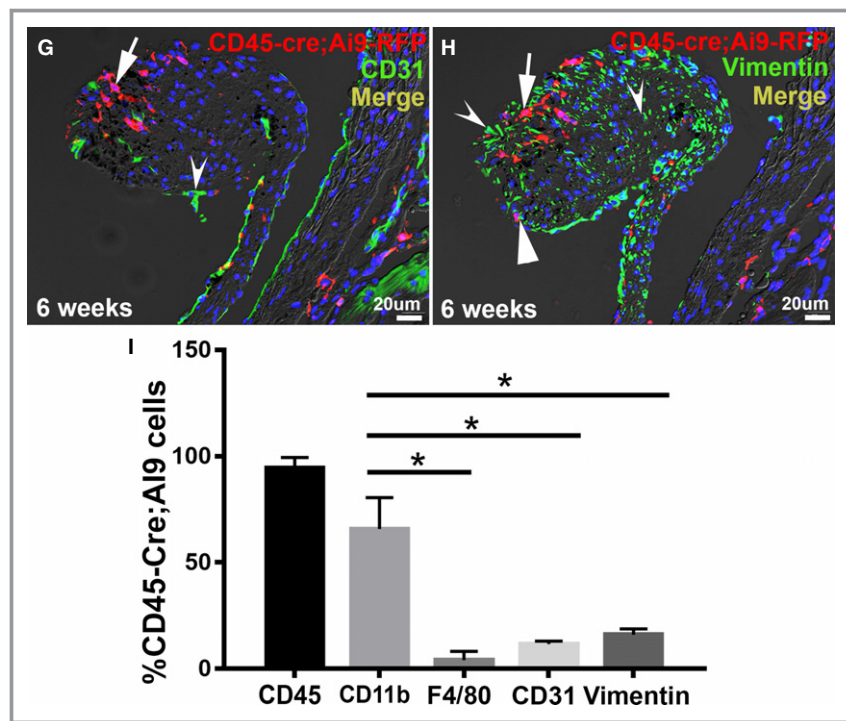 G
CD45-cre;Ai9-RFP
CD31
Merge
6 weeks
20um
H
CD45-cre;Ai9-RFP
Vimentin
Merge
6 weeks
20um
I
150
100
50
0
%CD45-Cre;AI9 cells
*
*
*
CD45 CD11b F4/80 CD31 Vimentin